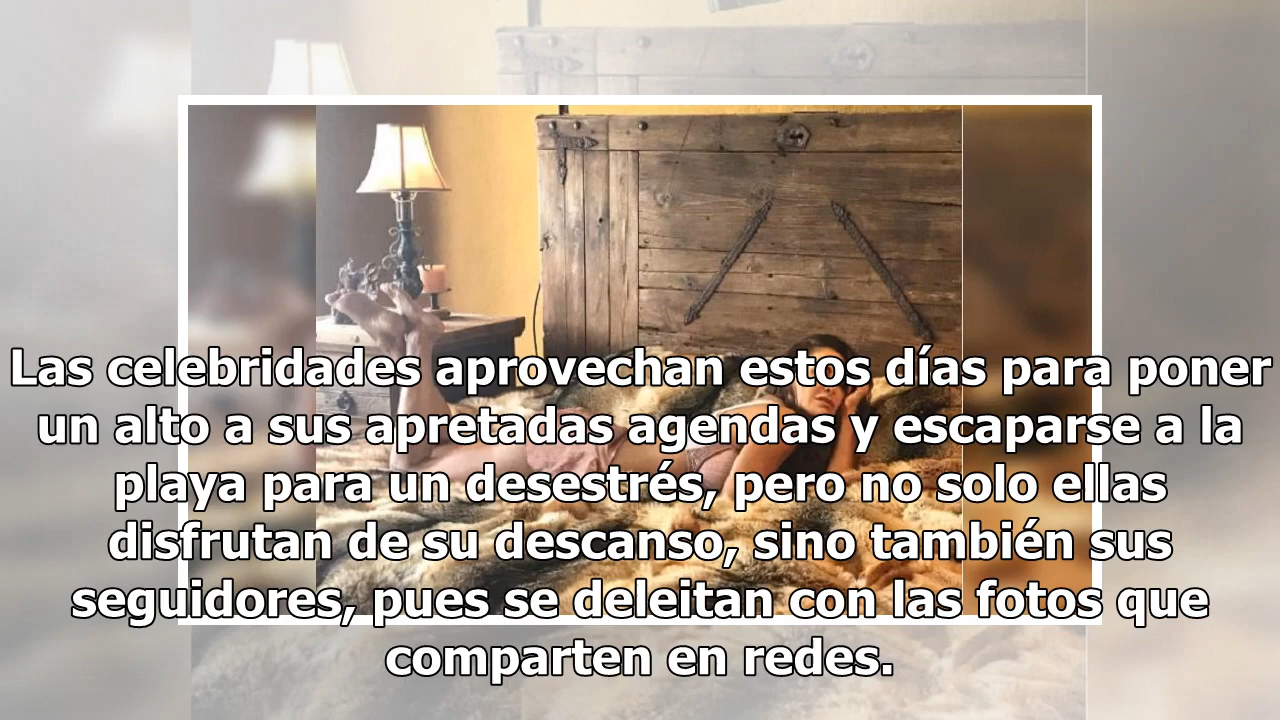 Las celebridades aprovechan estos días para poner
un alto a sus apretadas agendas y escaparse a la
playa para un desestrés, pero no solo ellas
disfrutan de su descanso, sino también sus
seguidores, pues se deleitan con las fotos que
comparten en redes.